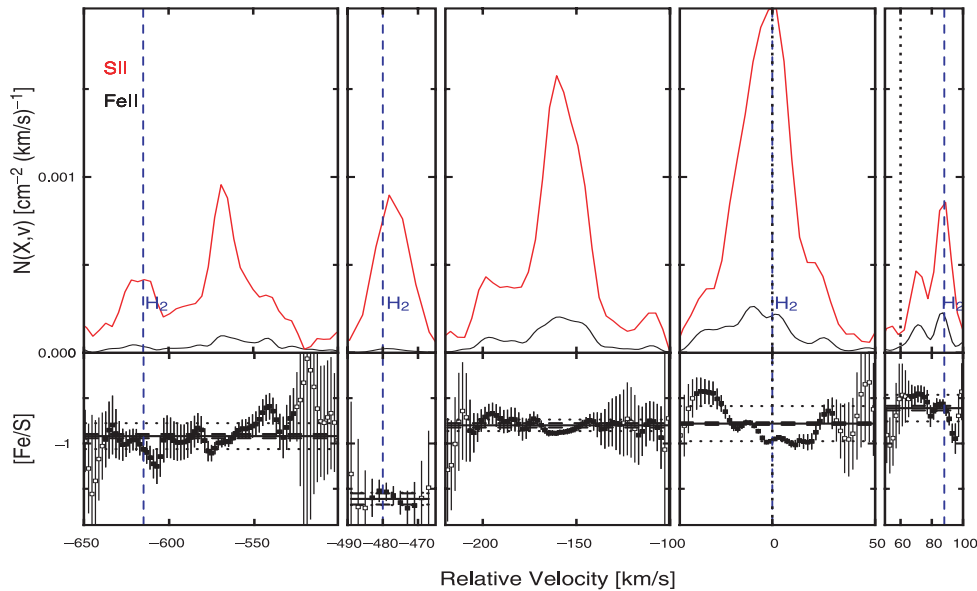 SII
FeII
N(X,v) [cm⁻² (km/s)⁻¹]
0.001
0.000
H₂
H₂
H₂
H₂
[Fe/S]
−1
−650 −600 −550 −500
−490 −480 −470
−200 −150 −100
0 50
60 80 100
Relative Velocity [km/s]